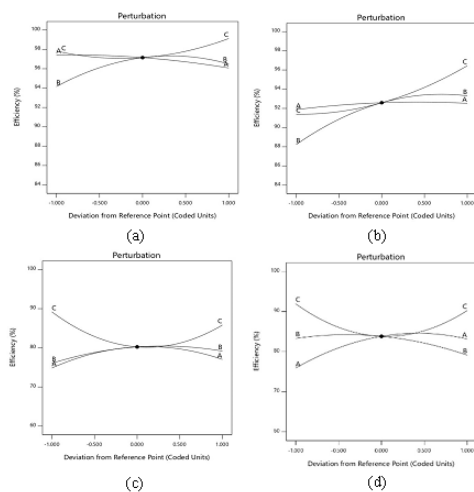 Perturbation
100
98
96
94
92
90
88
86
84
Efficiency (%)
A
C
B
C
B
A
-1.000
-0.500
0.000
0.500
1.000
Deviation from Reference Point (Coded Units)
(a)
Perturbation
100
98
96
94
92
90
88
86
84
Efficiency (%)
A
C
B
C
B
A
-1.000
-0.500
0.000
0.500
1.000
Deviation from Reference Point (Coded Units)
(b)
Perturbation
100
90
80
70
60
Efficiency (%)
C
B
C
B
A
-1.000
-0.500
0.000
0.500
1.000
Deviation from Reference Point (Coded Units)
(c)
Perturbation
100
90
80
70
60
Efficiency (%)
C
B
A
C
A
B
-1.000
-0.500
0.000
0.500
1.000
Deviation from Reference Point (Coded Units)
(d)